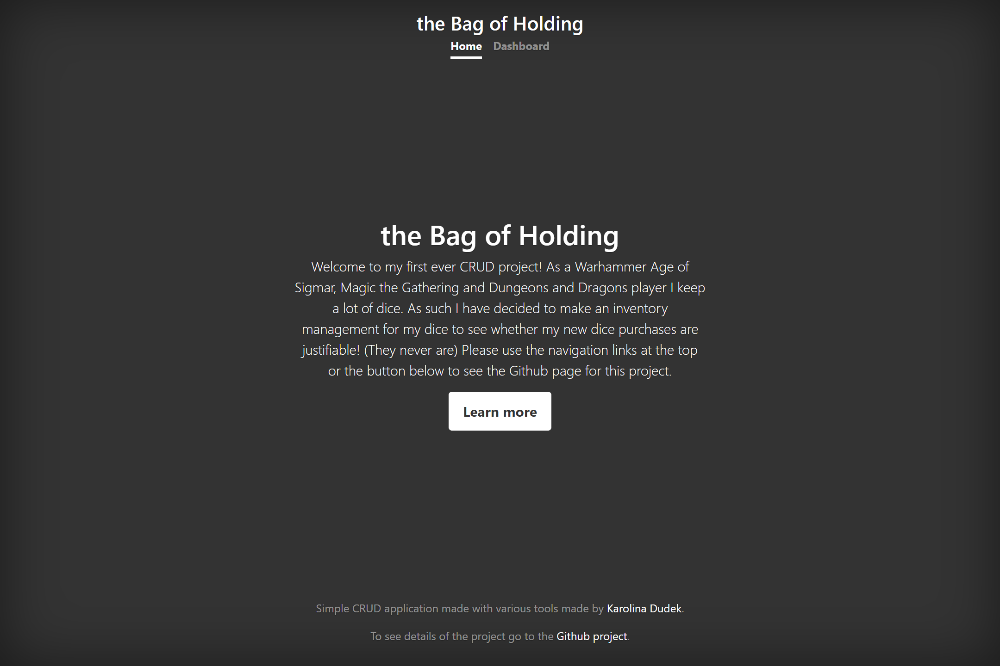 the Bag of Holding
Home Dashboard
the Bag of Holding
Welcome to my first ever CRUD project! As a Warhammer Age of
Sigmar, Magic the Gathering and Dungeons and Dragons player I keep
a lot of dice. As such I have decided to make an inventory
management for my dice to see whether my new dice purchases are
justifiable! (They never are) Please use the navigation links at the top
or the button below to see the Github page for this project.
Learn more
Simple CRUD application made with various tools made by Karolina Dudek.
To see details of the project go to the Github project.